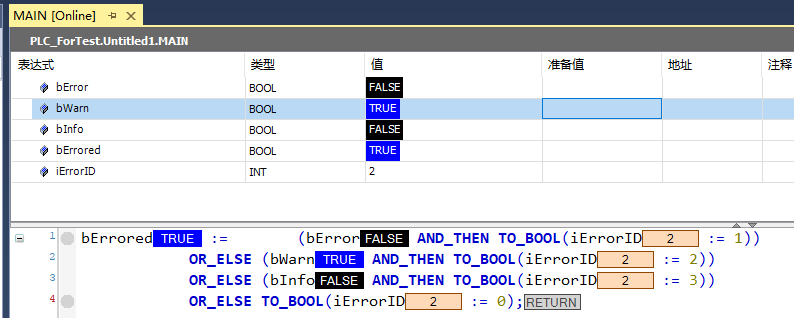 MAIN [Online]
PLC_ForTest.Untitled1.MAIN
表达式 类型 值 准备值 地址 注释
bError BOOL FALSE
bWarn BOOL TRUE
bInfo BOOL FALSE
bErrored BOOL TRUE
iErrorID INT 2
1 bErrored TRUE := (bError FALSE AND_THEN TO_BOOL(iErrorID 2 := 1))
2 OR_ELSE (bWarn TRUE AND_THEN TO_BOOL(iErrorID 2 := 2))
3 OR_ELSE (bInfo FALSE AND_THEN TO_BOOL(iErrorID 2 := 3))
4 OR_ELSE TO_BOOL(iErrorID 2 := 0); RETURN